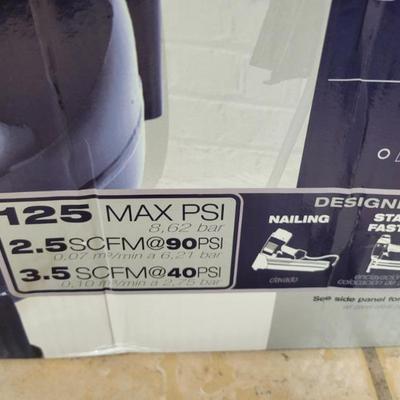 125 MAX PSI
8,62 bar
2.5 SCFM@90PSI
0,07 m³/min a 6,21 bar
3.5 SCFM@40PSI
0,10 m³/min a 2,75 bar
DESIGNE
NAILING
clavado
STA
FAST
See side panel for